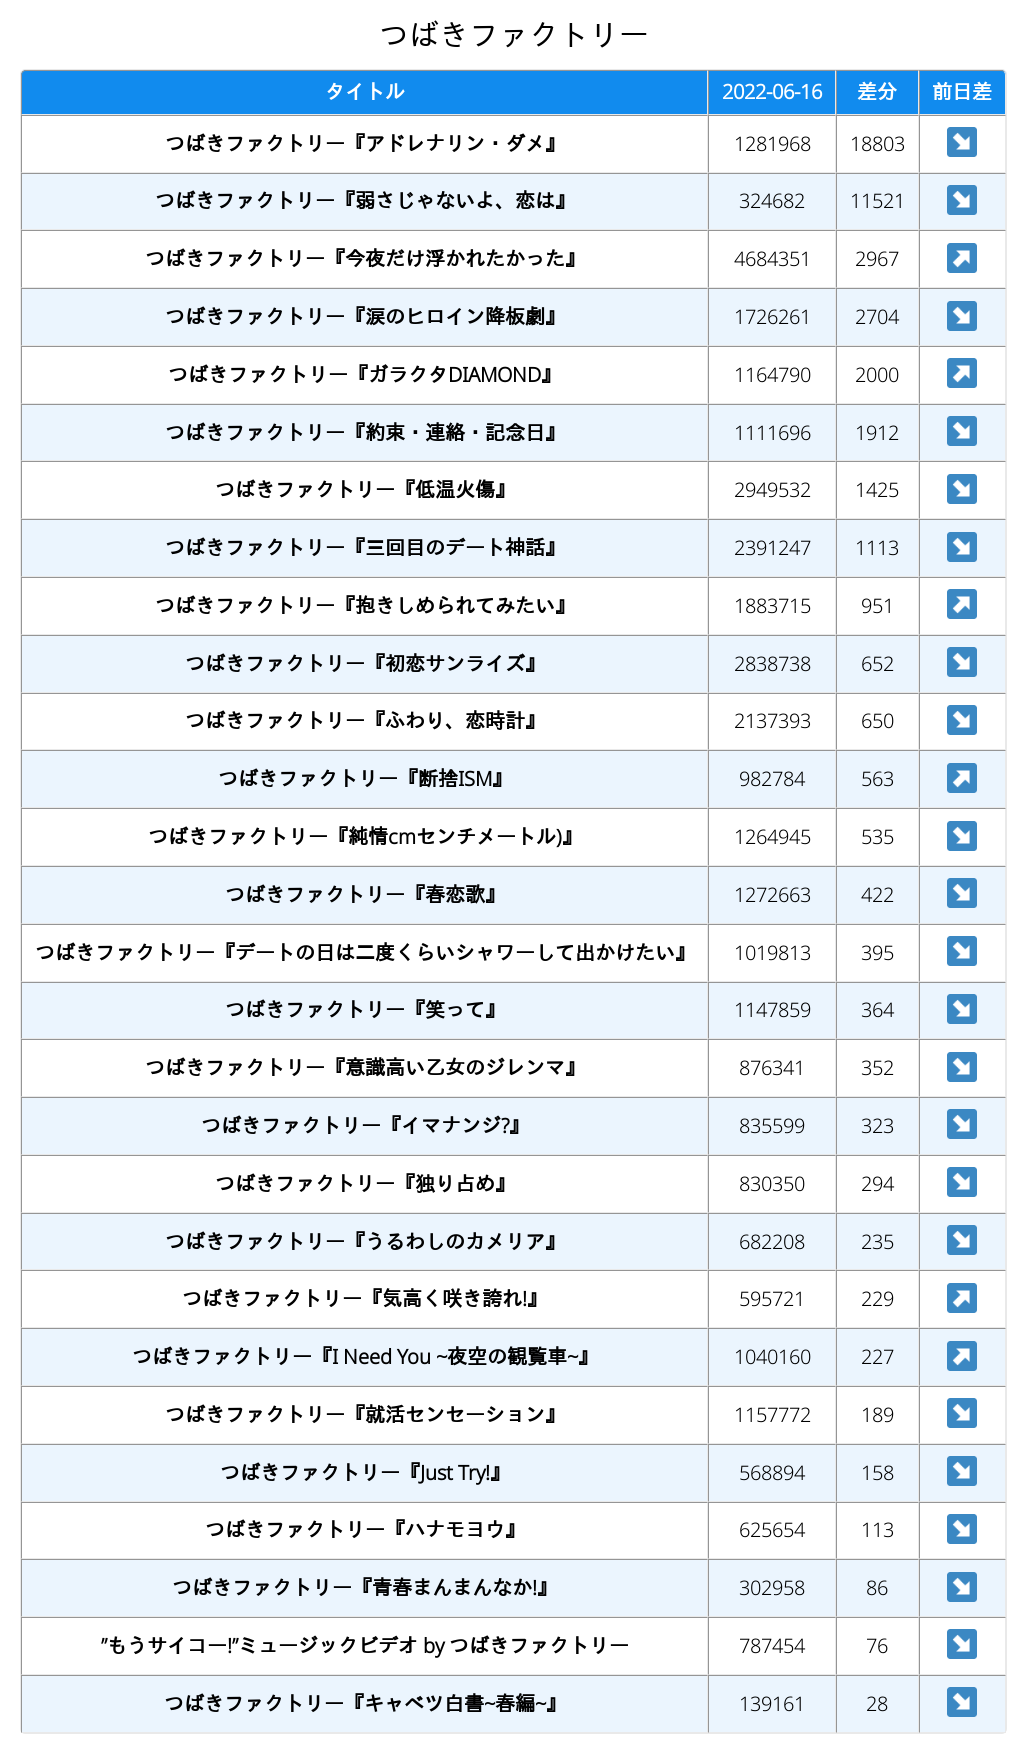 つばきファクトリー
タイトル 2022-06-16 差分 前日差
つばきファクトリー『アドレナリン・ダメ』 1281968 18803
つばきファクトリー『弱さじゃないよ、恋は』 324682 11521
つばきファクトリー『今夜だけ浮かれたかった』 4684351 2967
つばきファクトリー『涙のヒロイン降板劇』 1726261 2704
つばきファクトリー『ガラクタDIAMOND』 1164790 2000
つばきファクトリー『約束・連絡・記念日』 1111696 1912
つばきファクトリー『低温火傷』 2949532 1425
つばきファクトリー『三回目のデート神話』 2391247 1113
つばきファクトリー『抱きしめられてみたい』 1883715 951
つばきファクトリー『初恋サンライズ』 2838738 652
つばきファクトリー『ふわり、恋時計』 2137393 650
つばきファクトリー『断捨ISM』 982784 563
つばきファクトリー『純情cmセンチメートル)』 1264945 535
つばきファクトリー『春恋歌』 1272663 422
つばきファクトリー『デートの日は二度くらいシャワーして出かけたい』 1019813 395
つばきファクトリー『笑って』 1147859 364
つばきファクトリー『意識高い乙女のジレンマ』 876341 352
つばきファクトリー『イマナンジ?』 835599 323
つばきファクトリー『独り占め』 830350 294
つばきファクトリー『うるわしのカメリア』 682208 235
つばきファクトリー『気高く咲き誇れ!』 595721 229
つばきファクトリー『I Need You ~夜空の観覧車~』 1040160 227
つばきファクトリー『就活センセーション』 1157772 189
つばきファクトリー『Just Try!』 568894 158
つばきファクトリー『ハナモヨウ』 625654 113
つばきファクトリー『青春まんまんなか!』 302958 86
”もうサイコー!”ミュージックビデオ by つばきファクトリー 787454 76
つばきファクトリー『キャベツ白書~春編~』 139161 28